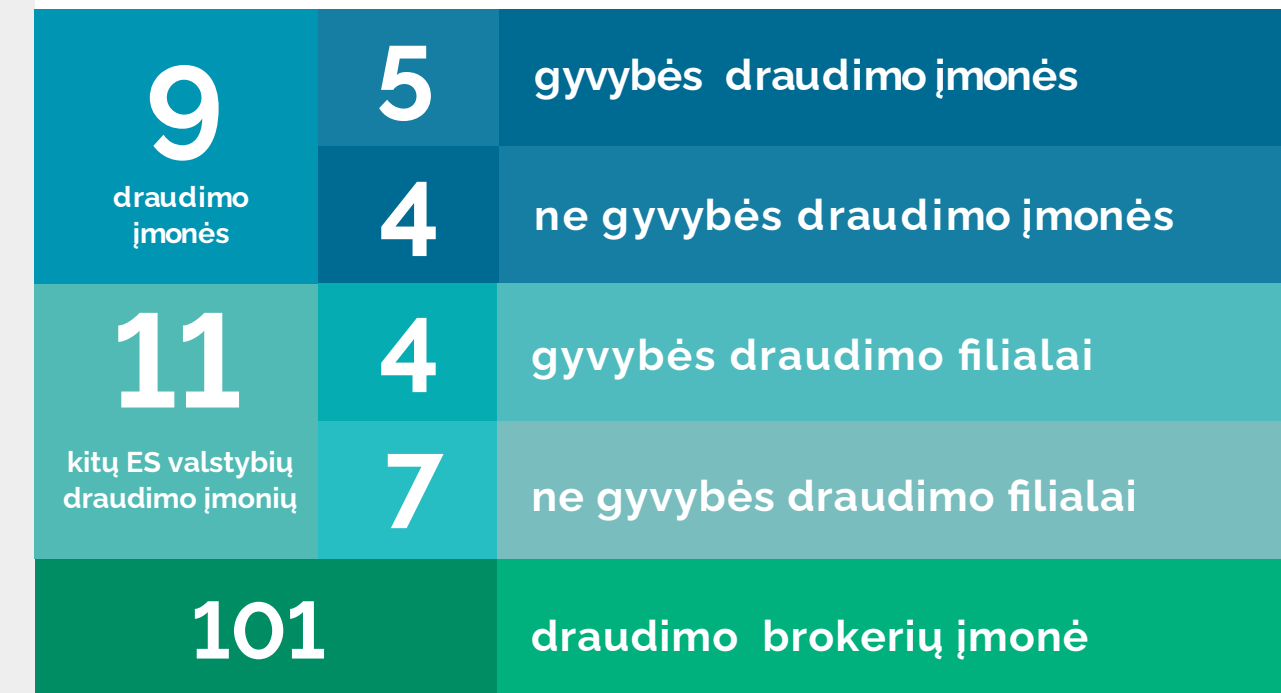 9
draudimo
įmonės
5
gyvybės draudimo įmonės
4
ne gyvybės draudimo įmonės
11
kitų ES valstybių
draudimo įmonių
4
gyvybės draudimo filialai
7
ne gyvybės draudimo filialai
101
draudimo brokerių įmonė